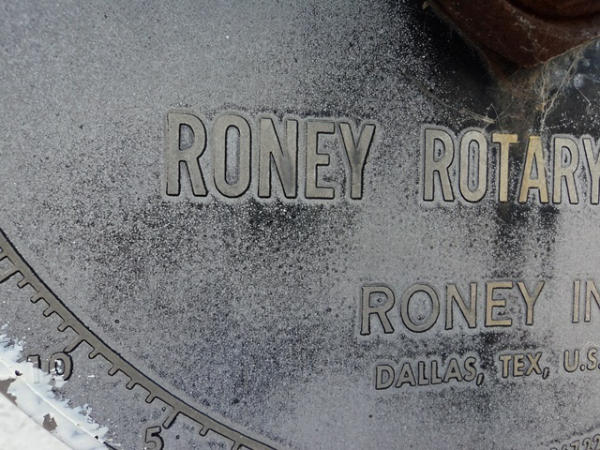 RONEY ROTARY
RONEY IN
DALLAS, TEX, U.S.
10
5